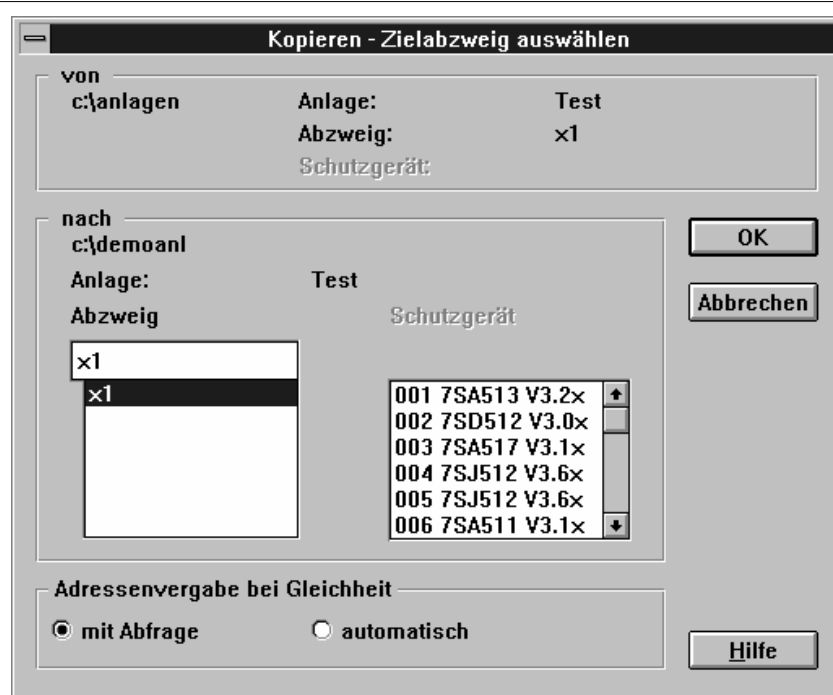 Kopieren - Zielabzweig auswählen
von
c:\anlagen Anlage: Test
Abzweig: x1
Schutzgerät:
nach
c:\demoanl
Anlage: Test
Abzweig Schutzgerät
x1
x1
001 7SA513 V3.2x
002 7SD512 V3.0x
003 7SA517 V3.1x
004 7SJ512 V3.6x
005 7SJ512 V3.6x
006 7SA511 V3.1x
OK
Abbrechen
Adressenvergabe bei Gleichheit
mit Abfrage automatisch
Hilfe